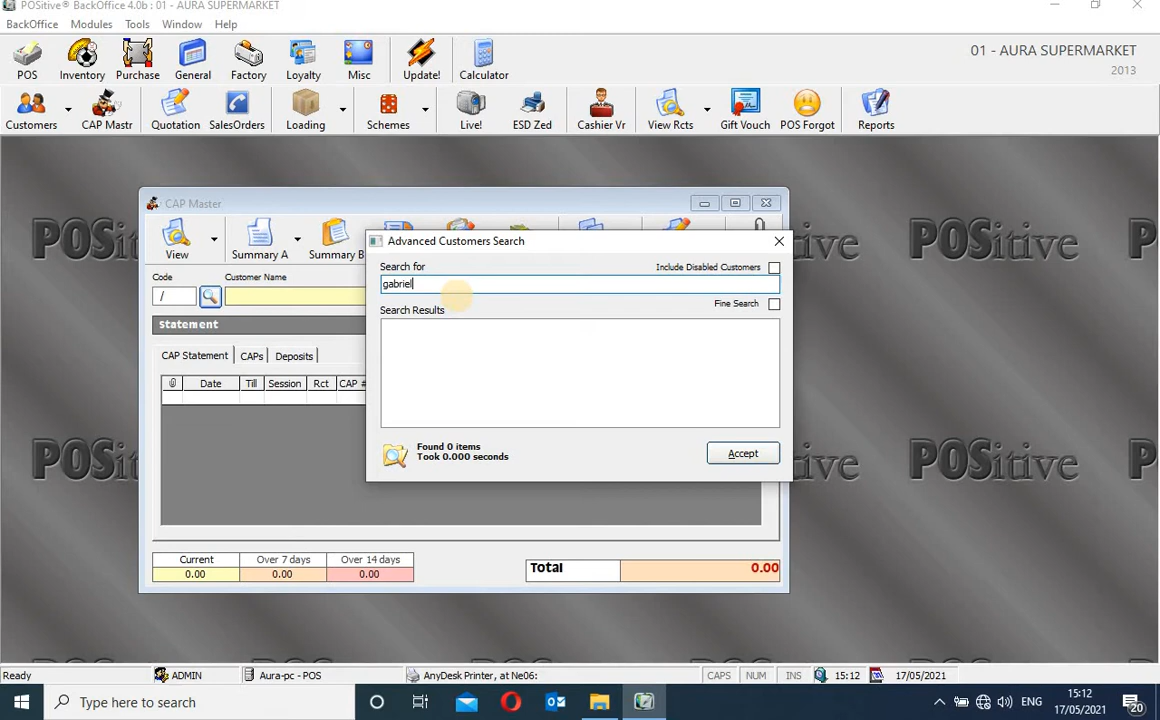 POSitive® BackOffice 4.0b : 01 - AURA SUPERMARKET
BackOffice Modules Tools Window Help
POS Inventory Purchase General Factory Loyalty Misc Update! Calculator
01 - AURA SUPERMARKET
2013
Customers CAP Mastr Quotation SalesOrders Loading Schemes Live! ESD Zed Cashier Vr View Rcts Gift Vouch POS Forgot Reports
CAP Master
View Summary A Summary B
Code Customer Name
/
Statement
CAP Statement CAPs Deposits
Date Till Session Rct CAP #
Advanced Customers Search
Search for Include Disabled Customers
gabriel
Search Results Fine Search
Found 0 items
Took 0.000 seconds
Accept
Current Over 7 days Over 14 days
0.00 0.00 0.00
Total 0.00
POSitive POSitive
POSitive POSitive
Ready ADMIN Aura-pc - POS AnyDesk Printer, at Ne06: CAPS NUM INS 15:12 17/05/2021
Type here to search ENG 15:12
17/05/2021 20